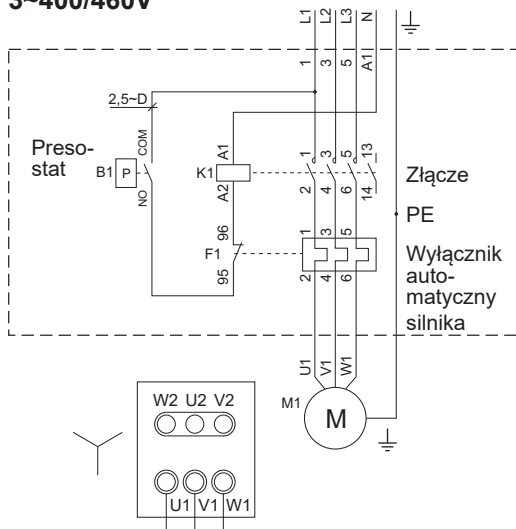 3~400/460V
L1 L2 L3 N
1 3 5 A1
2,5~D
Preso-
stat
B1 P
COM
NO
K1
A1
A2
1 3 5 13
2 4 6 14
Złącze
PE
F1
96
95
1 3 5
2 4 6
Wyłącznik
auto-
matyczny
silnika
U1 V1 W1
M1
M
W2 U2 V2
U1 V1 W1